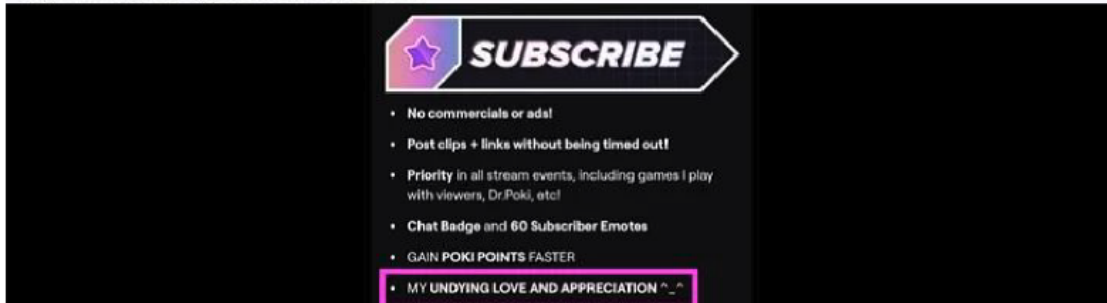 SUBSCRIBE
No commercials or ads!
Post clips + links without being timed out!
Priority in all stream events, including games I play
with viewers, Dr.Poki, etc!
Chat Badge and 60 Subscriber Emotes
GAIN POKI POINTS FASTER
MY UNDYING LOVE AND APPRECIATION ^_^